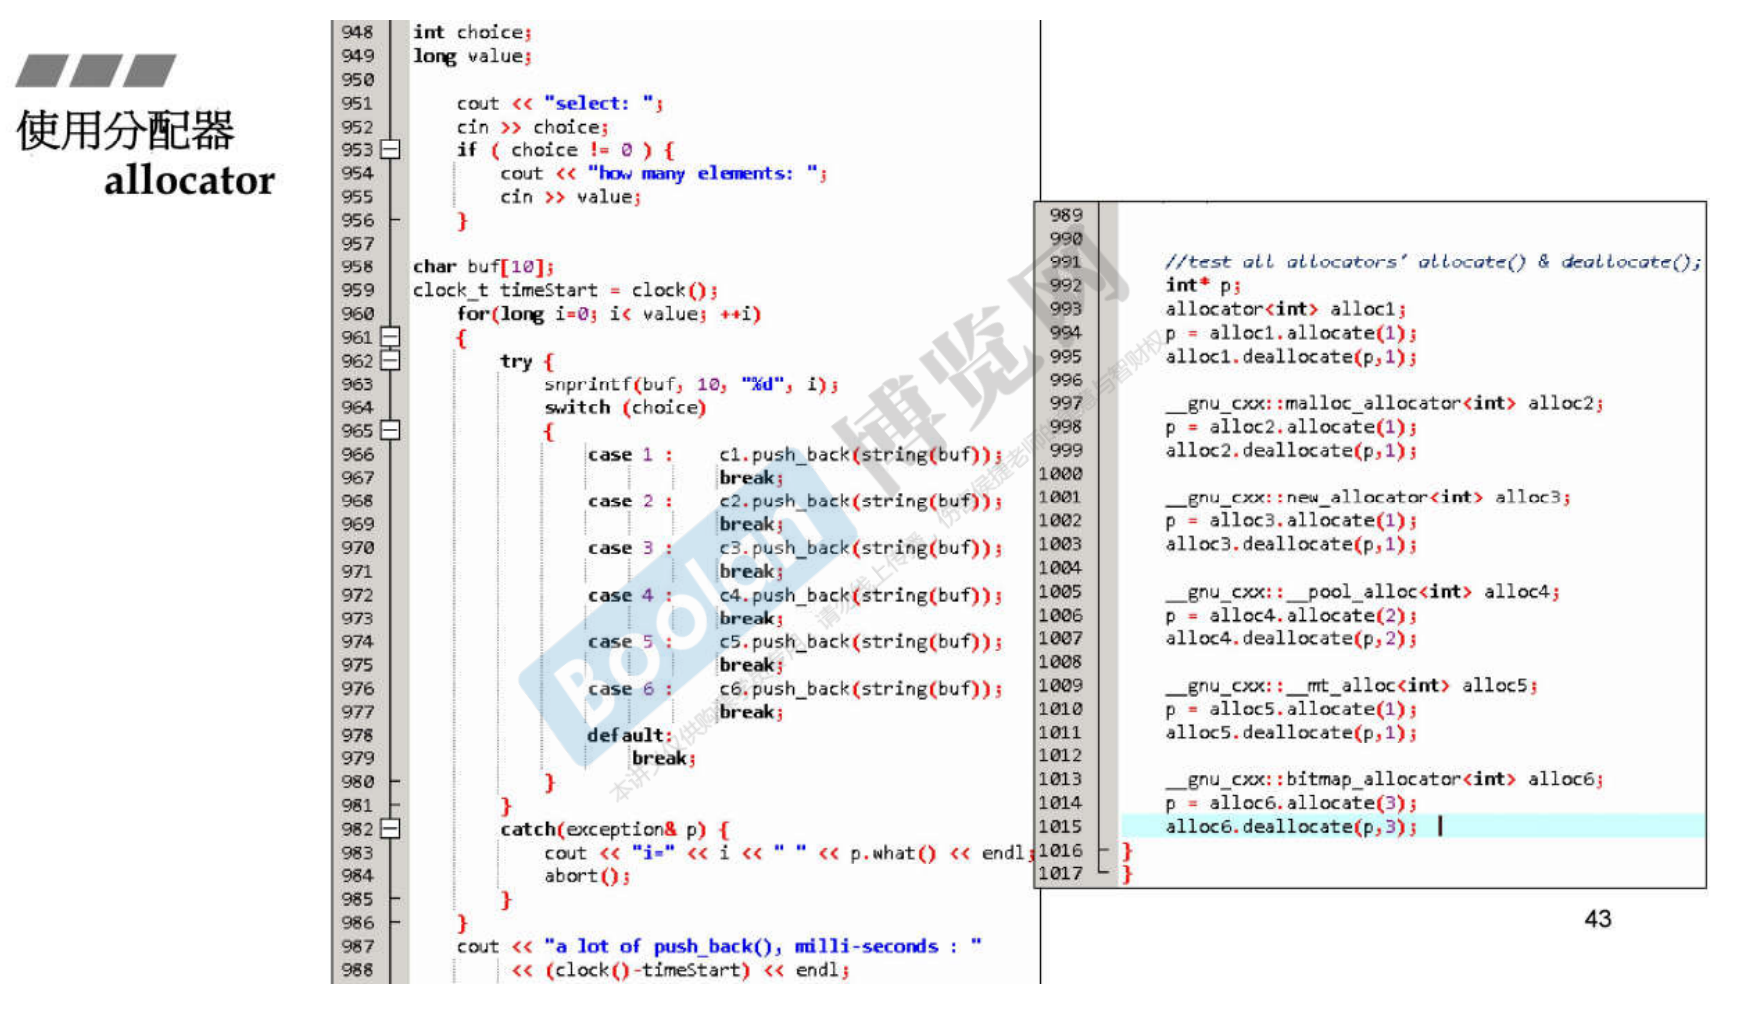 使用分配器
allocator
948 int choice;
949 long value;
950
951 cout << "select: ";
952 cin >> choice;
953 if ( choice != 0 ) {
954 cout << "how many elements: ";
955 cin >> value;
956 }
957
958 char buf[10];
959 clock_t timeStart = clock();
960 for(long i=0; i< value; ++i)
961 {
962 try {
963 snprintf(buf, 10, "%d", i);
964 switch (choice)
965 {
966 case 1 : c1.push_back(string(buf));
967 break;
968 case 2 : c2.push_back(string(buf));
969 break;
970 case 3 : c3.push_back(string(buf));
971 break;
972 case 4 : c4.push_back(string(buf));
973 break;
974 case 5 : c5.push_back(string(buf));
975 break;
976 case 6 : c6.push_back(string(buf));
977 break;
978 default:
979 break;
980 }
981 }
982 catch(exception& p) {
983 cout << "i=" << i << " " << p.what() << endl;
984 abort();
985 }
986 }
987 cout << "a lot of push_back(), milli-seconds : "
988 << (clock()-timeStart) << endl;
989
990
991 //test all allocators' allocate() & deallocate();
992 int* p;
993 allocator<int> alloc1;
994 p = alloc1.allocate(1);
995 alloc1.deallocate(p,1);
996
997 __gnu_cxx::malloc_allocator<int> alloc2;
998 p = alloc2.allocate(1);
999 alloc2.deallocate(p,1);
1000
1001 __gnu_cxx::new_allocator<int> alloc3;
1002 p = alloc3.allocate(1);
1003 alloc3.deallocate(p,1);
1004
1005 __gnu_cxx::__pool_alloc<int> alloc4;
1006 p = alloc4.allocate(2);
1007 alloc4.deallocate(p,2);
1008
1009 __gnu_cxx::__mt_alloc<int> alloc5;
1010 p = alloc5.allocate(1);
1011 alloc5.deallocate(p,1);
1012
1013 __gnu_cxx::bitmap_allocator<int> alloc6;
1014 p = alloc6.allocate(3);
1015 alloc6.deallocate(p,3);
1016 }
1017 }
43
Boolan 博览网